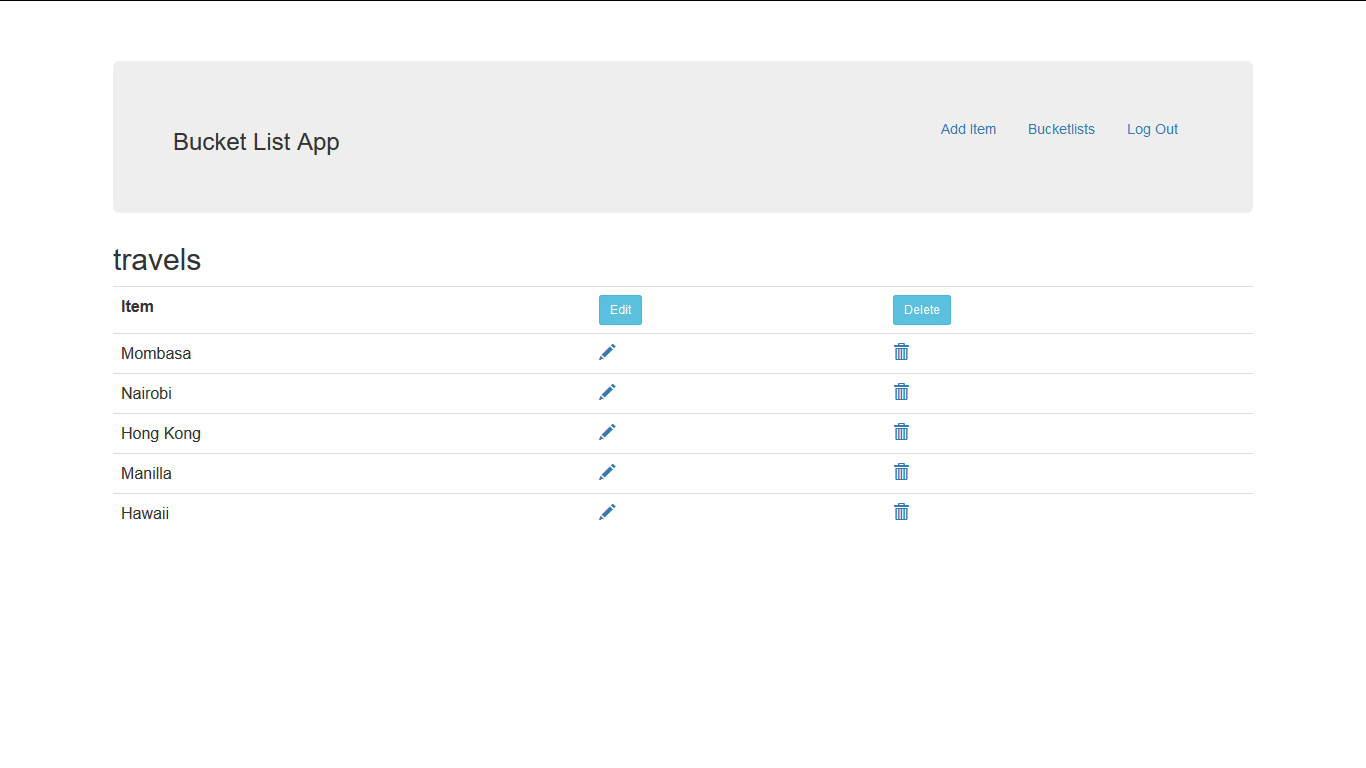 Bucket List App
Add Item Bucketlists Log Out
travels
Item Edit Delete
Mombasa
Nairobi
Hong Kong
Manilla
Hawaii